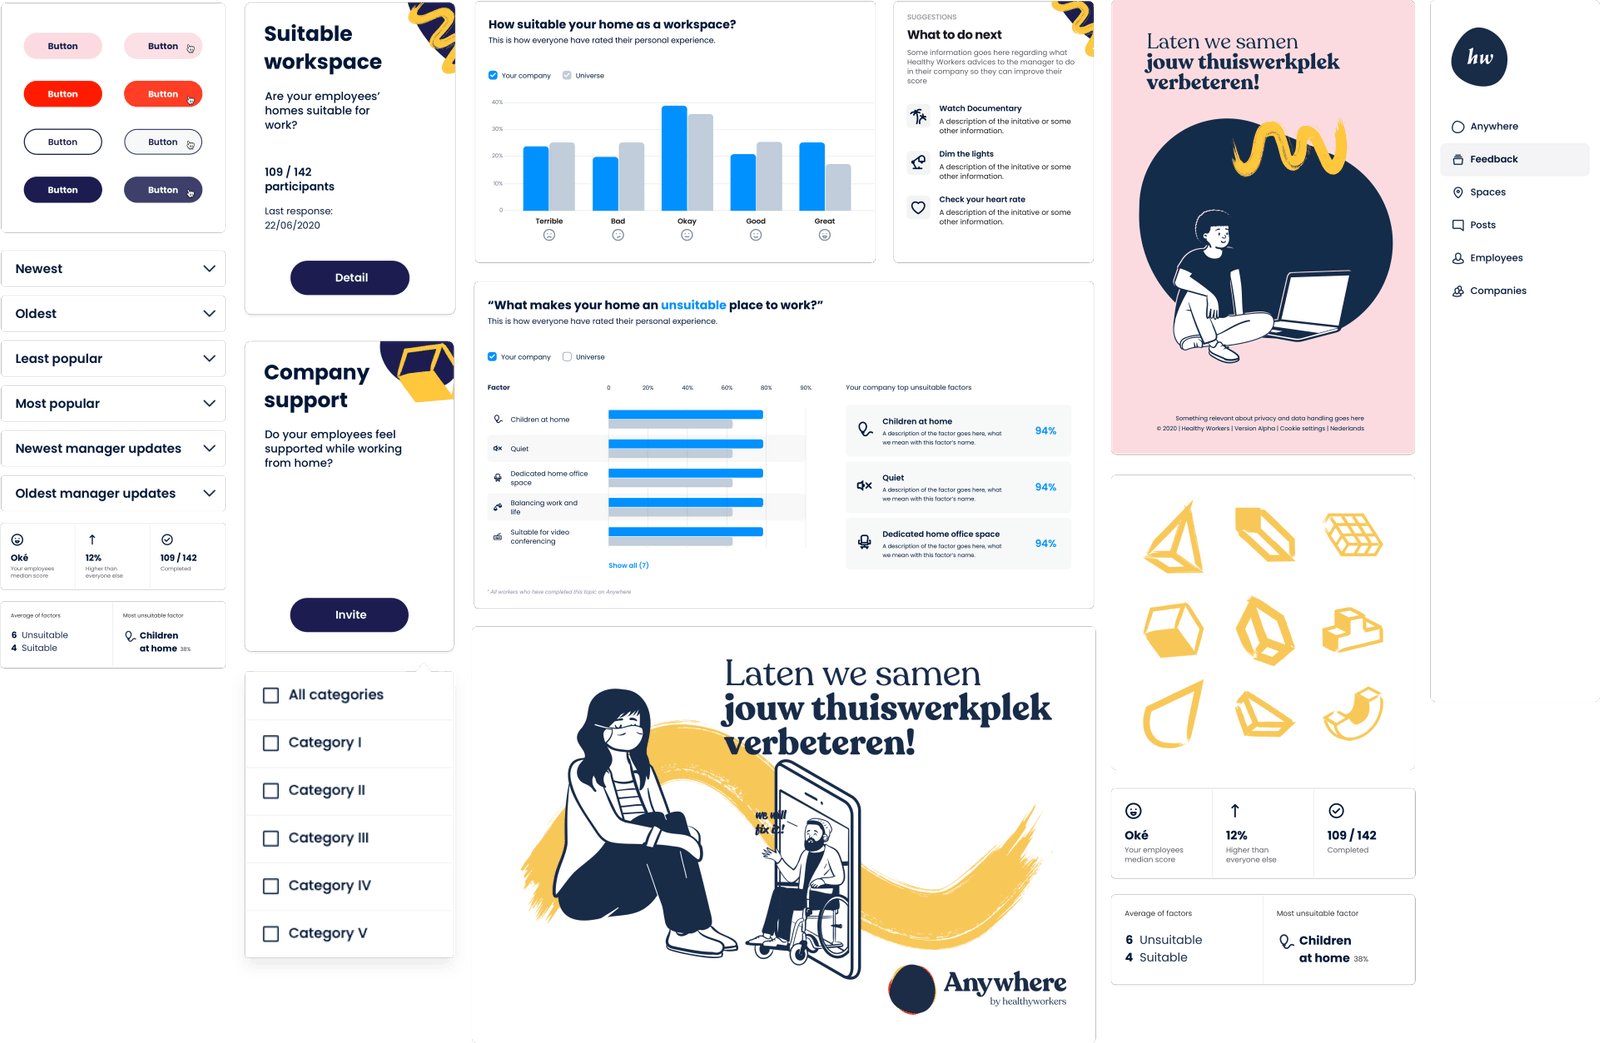 Button
Button
Button
Button
Button
Button
Button
Button
Newest
Oldest
Least popular
Most popular
Newest manager updates
Oldest manager updates
Oké
Your employees
median score
12%
Higher than
everyone else
109 / 142
Completed
Average of factors
6 Unsuitable
4 Suitable
Most unsuitable factor
Children
at home 38%
Suitable
workspace
Are your employees’
homes suitable for
work?
109 / 142
participants
Last response:
22/06/2020
Detail
Company
support
Do your employees feel
supported while working
from home?
Invite
All categories
Category I
Category II
Category III
Category IV
Category V
How suitable your home as a workspace?
This is how everyone have rated their personal experience.
Your company
Universe
40%
30%
20%
10%
0
Terrible
Bad
Okay
Good
Great
SUGGESTIONS
What to do next
Some information goes here regarding what
Healthy Workers advices to the manager to do
in their company so they can improve their
score
Watch Documentary
A description of the initative or some
other information.
Dim the lights
A description of the initative or some
other information.
Check your heart rate
A description of the initative or some
other information.
“What makes your home an unsuitable place to work?”
This is how everyone have rated their personal experience.
Your company
Universe
Factor
0
20%
40%
60%
80%
90%
Children at home
Quiet
Dedicated home office
space
Balancing work and
life
Suitable for video
conferencing
Show all (7)
* All workers who have completed this topic on Anywhere
Your company top unsuitable factors
Children at home
A description of the factor goes here, what
we mean with this factor's name.
94%
Quiet
A description of the factor goes here, what
we mean with this factor's name.
94%
Dedicated home office space
A description of the factor goes here, what
we mean with this factor's name.
94%
Laten we samen
jouw thuiswerkplek
verbeteren!
we will
fix it!
Anywhere
by healthyworkers
Laten we samen
jouw thuiswerkplek
verbeteren!
Something relevant about privacy and data handling goes here
© 2020 | Healthy Workers | Version Alpha | Cookie settings | Nederlands
Oké
Your employees
median score
12%
Higher than
everyone else
109 / 142
Completed
Average of factors
6 Unsuitable
4 Suitable
Most unsuitable factor
Children
at home 38%
hw
Anywhere
Feedback
Spaces
Posts
Employees
Companies